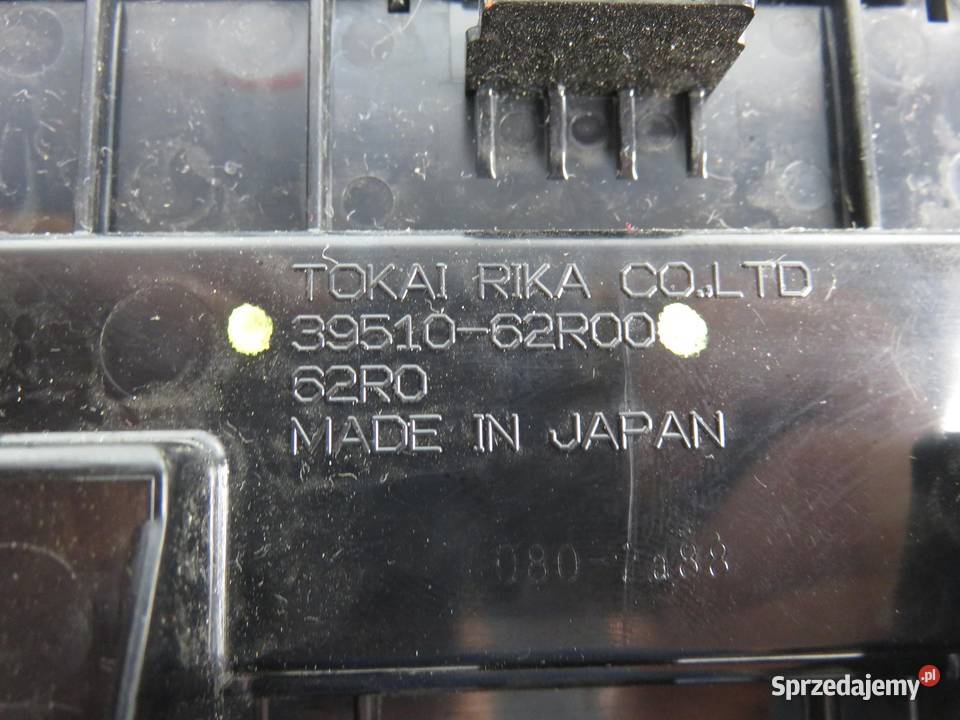 TOKAI RIKA CO.,LTD
39510-62R00
62R0
MADE IN JAPAN
Sprzedajemy.pl